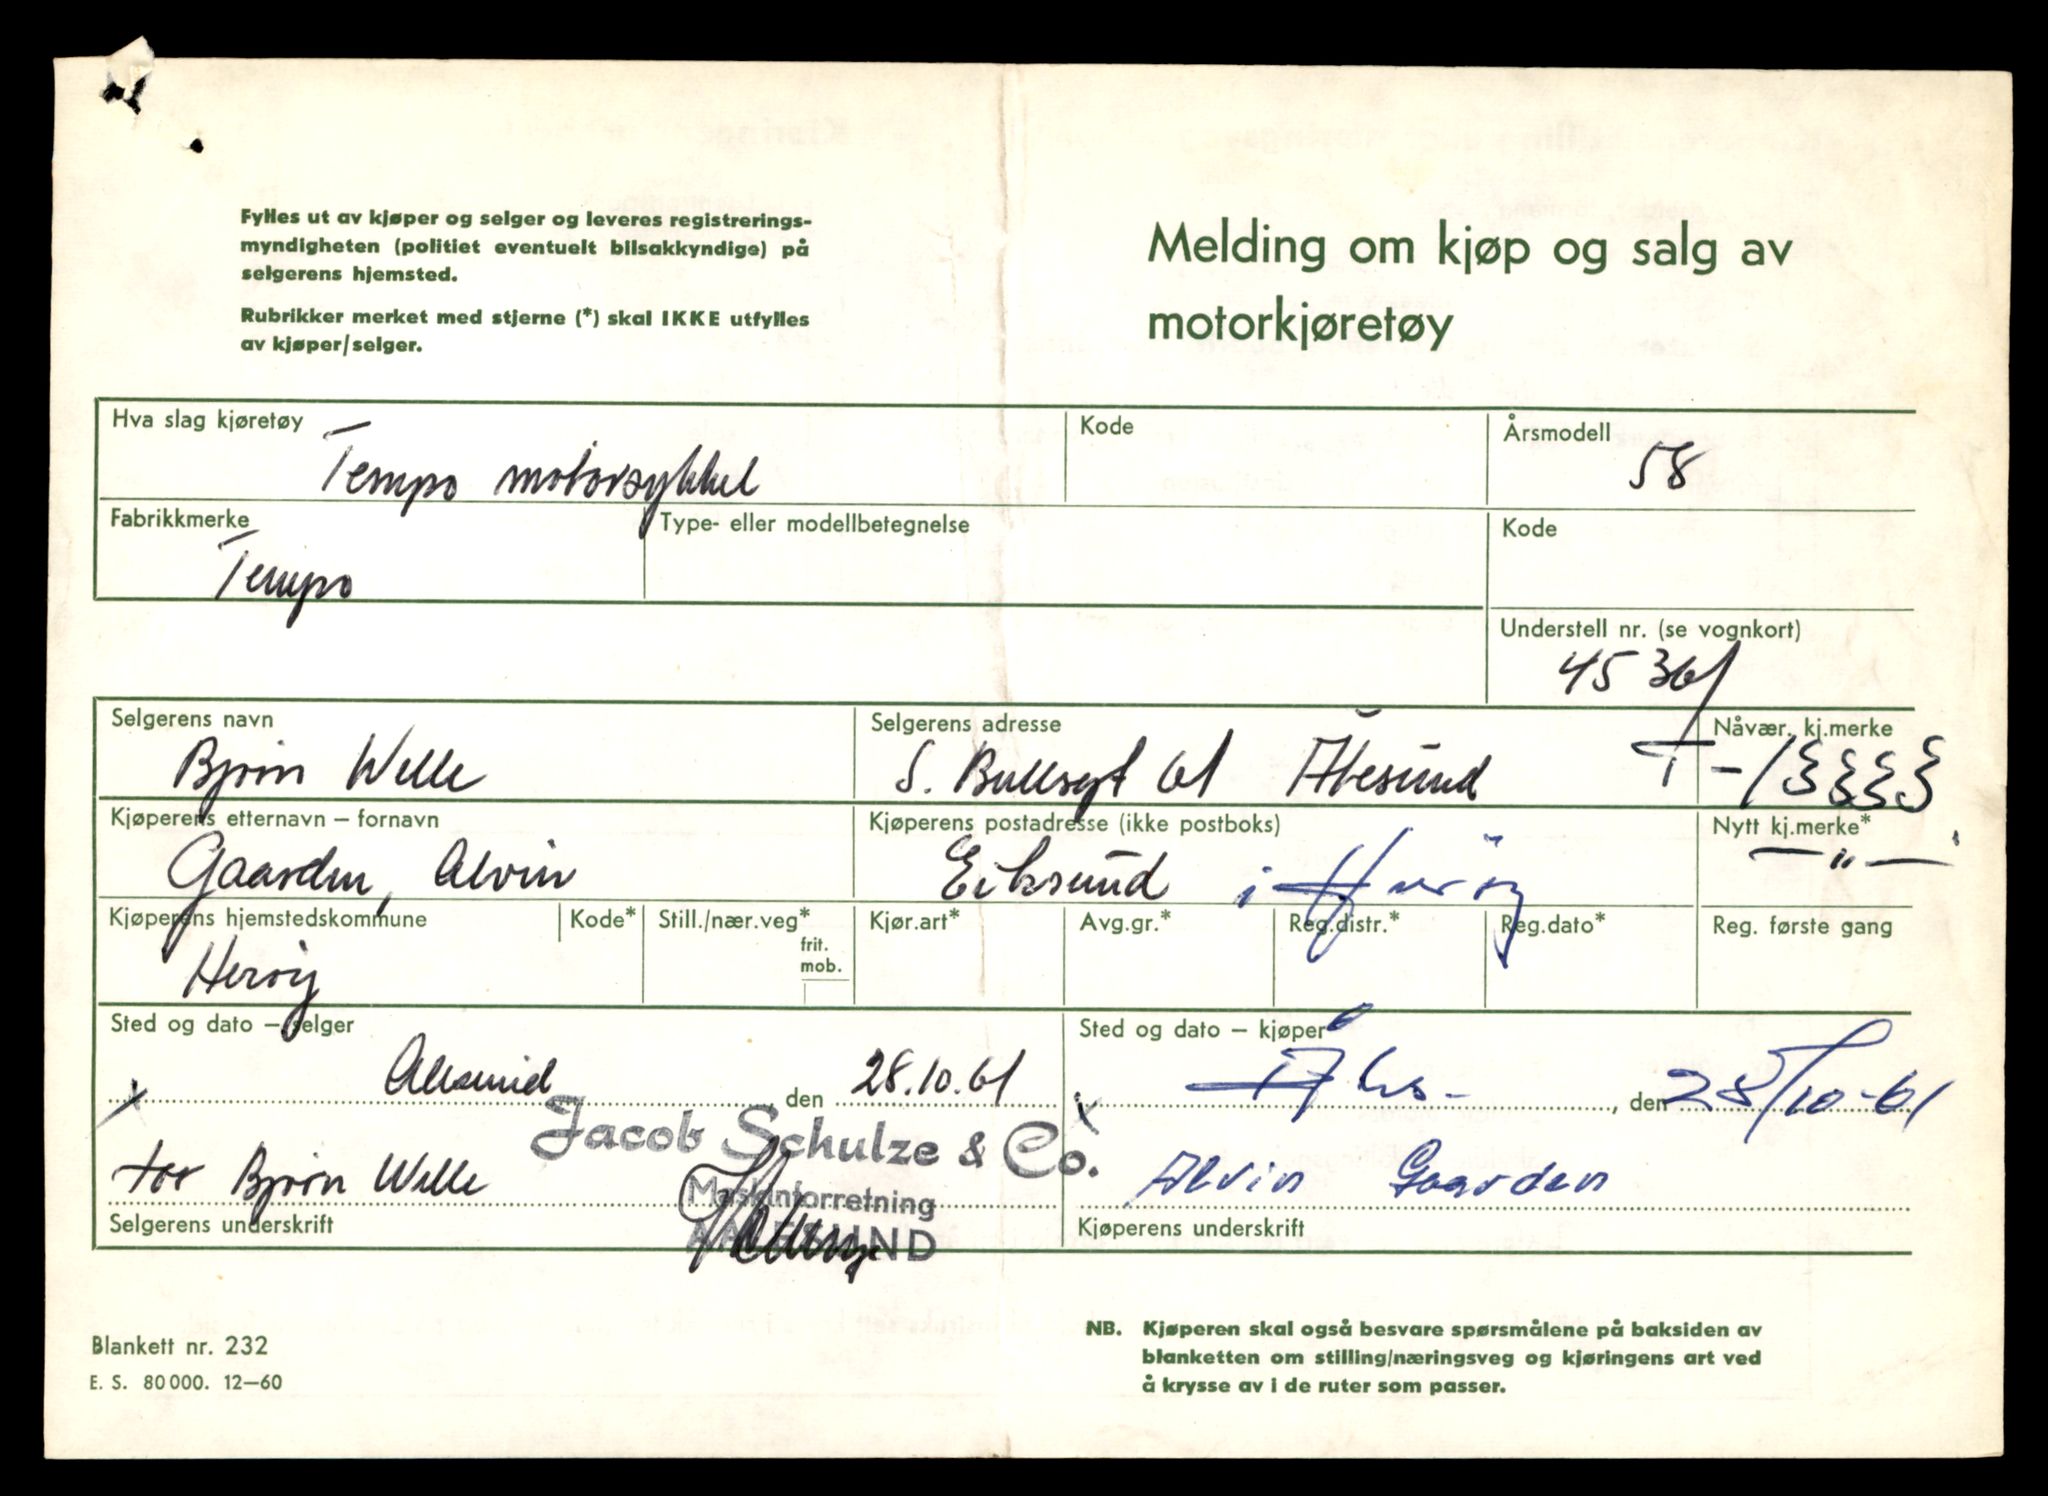 Fylles ut av kjøper og selger og leveres registrerings-
myndigheten (politiet eventuelt bilsakkyndige) på
selgerens hjemsted.
Rubrikker merket med stjerne (*) skal IKKE utfylles
av kjøper/selger.
Melding om kjøp og salg av
motorkjøretøy
Hva slag kjøretøy
Tempo motorsykkel
Kode
Årsmodell
58
Fabrikkmerke
Tempo
Type- eller modellbetegnelse
Kode
Understell nr. (se vognkort)
45361
Selgerens navn
Bjørn Welle
Selgerens adresse
S. Bullsgt 61 Ålesund
Nåvær. kj.merke
T-13333
Kjøperens etternavn – fornavn
Gaarden, Alvin
Kjøperens postadresse (ikke postboks)
Eiksund i Herøy
Nytt kj.merke*
— „ —
Kjøperens hjemstedskommune
Herøy
Kode*
Still./nær.veg*
frit.
mob.
Kjør.art*
Avg.gr.*
Reg.distr.*
Reg.dato*
Reg. første gang
Sted og dato – selger
x Ålesund den 28.10.61
Sted og dato – kjøper
x Åles. , den 28/10-61
Jacob Schulze & Co.
Maskinforretning
AALESUND
for Bjørn Welle
Selgerens underskrift
Alvin Gaarden
Kjøperens underskrift
Blankett nr. 232
E. S. 80 000. 12–60
NB. Kjøperen skal også besvare spørsmålene på baksiden av
blanketten om stilling/næringsveg og kjøringens art ved
å krysse av i de ruter som passer.